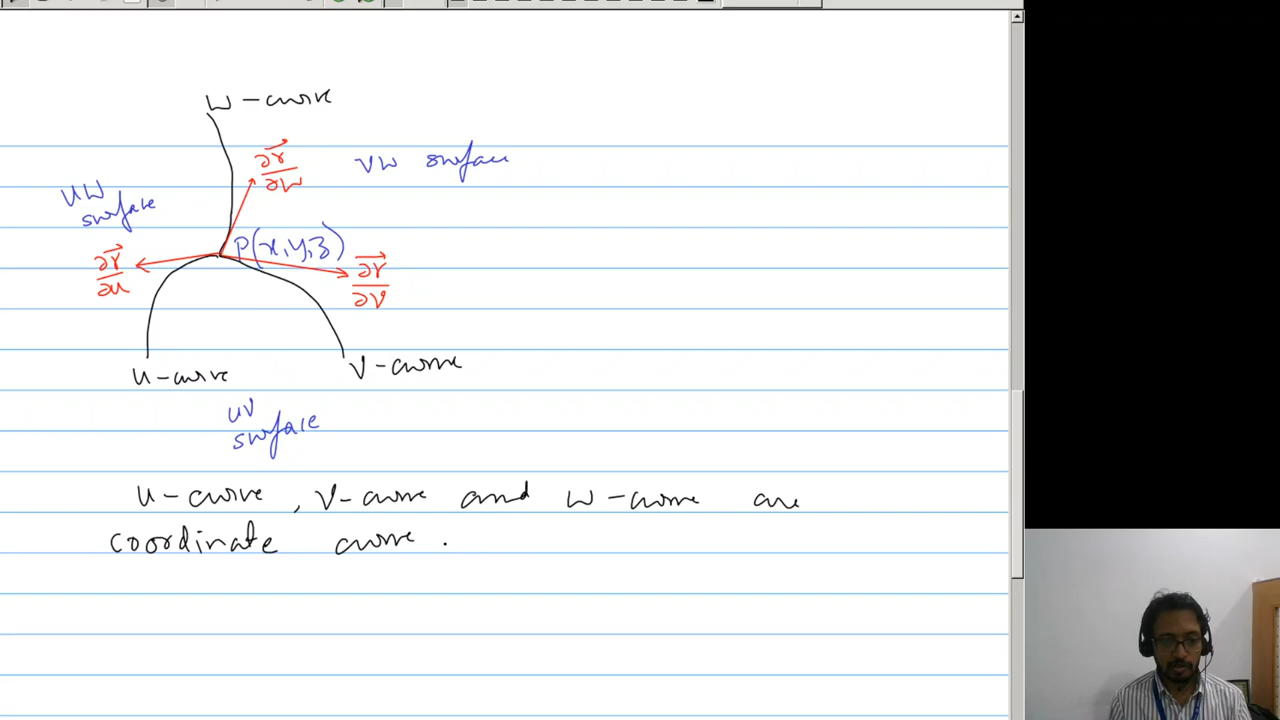 W-curve
∂r⃗/∂w
VW surface
UW
surface
P(x,y,z)
∂r⃗/∂u
∂r⃗/∂v
u-curve
V-curve
uv
surface
u-curve, V-curve and W-curve are
coordinate curve.